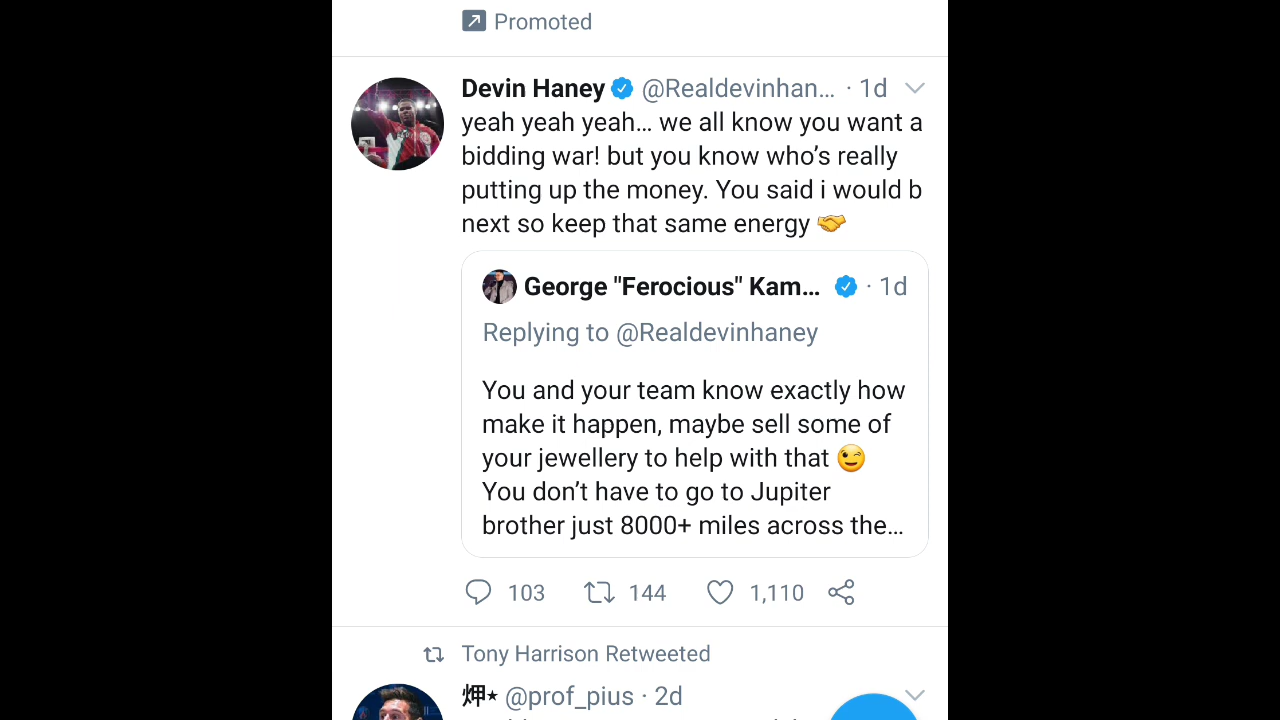 Promoted
Devin Haney @Realdevinhan... · 1d
yeah yeah yeah... we all know you want a
bidding war! but you know who's really
putting up the money. You said i would b
next so keep that same energy 🤝
George "Ferocious" Kam... · 1d
Replying to @Realdevinhaney
You and your team know exactly how
make it happen, maybe sell some of
your jewellery to help with that 😉
You don't have to go to Jupiter
brother just 8000+ miles across the...
103 144 1,110
Tony Harrison Retweeted
@prof_pius · 2d